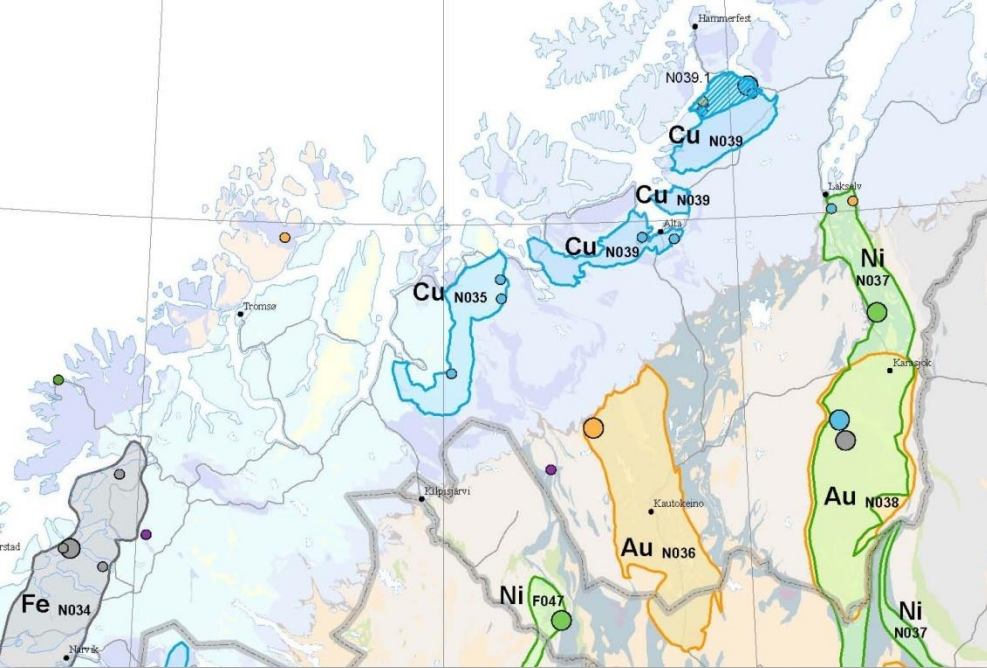 Hammerfest
N039.1
Cu N039
Lakselv
Cu N039
Alta
Cu N039
Ni
N037
Cu N035
Tromsø
Karasjok
Kilpisjärvi
Au N038
Kautokeino
rstad
Au N036
Ni F047
Fe N034
Ni
N037
Narvik